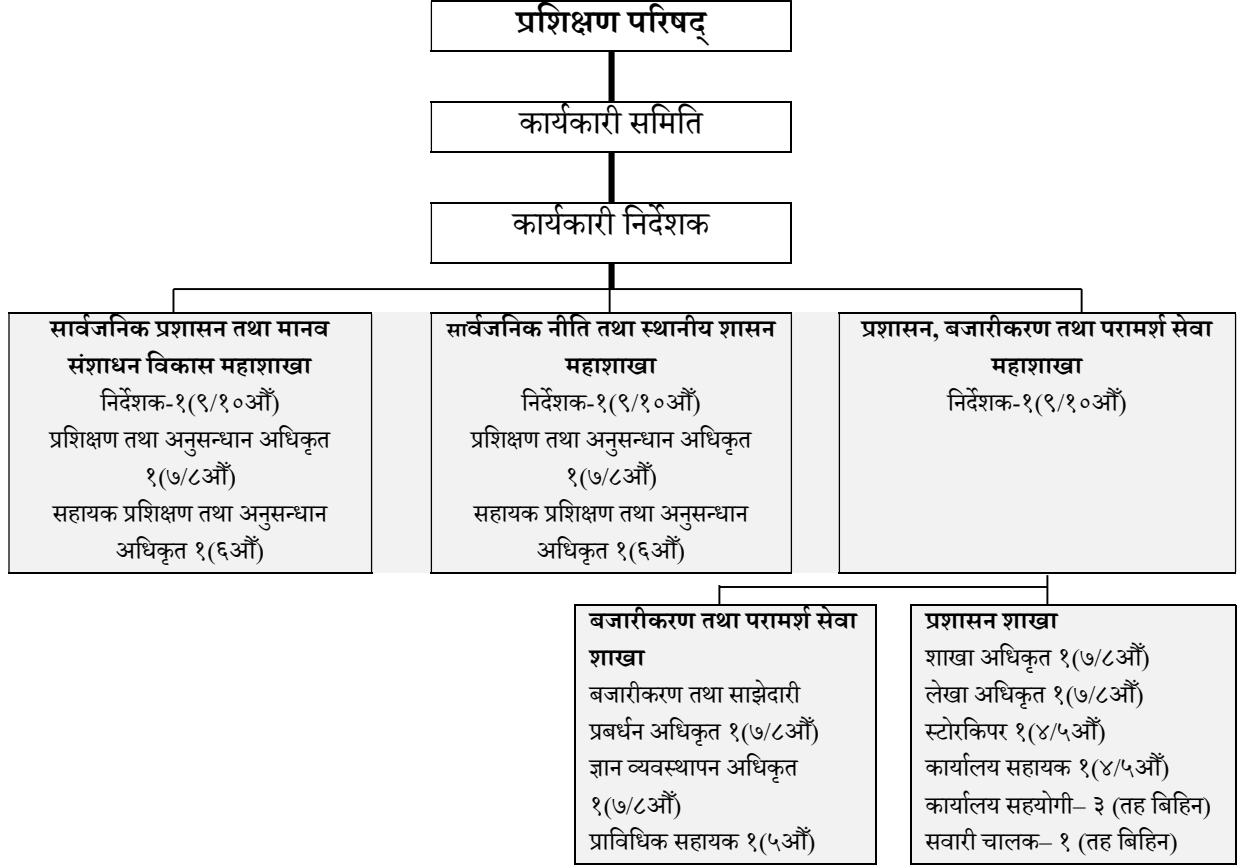 प्रशिक्षण परिषद्
कार्यकारी समिति
कार्यकारी निर्देशक
सार्वजनिक प्रशासन तथा मानव
संशाधन विकास महाशाखा
निर्देशक-१(९/१०औँ)
प्रशिक्षण तथा अनुसन्धान अधिकृत
१(७/८औँ)
सहायक प्रशिक्षण तथा अनुसन्धान
अधिकृत १(६औँ)
सार्वजनिक नीति तथा स्थानीय शासन
महाशाखा
निर्देशक-१(९/१०औँ)
प्रशिक्षण तथा अनुसन्धान अधिकृत
१(७/८औँ)
सहायक प्रशिक्षण तथा अनुसन्धान
अधिकृत १(६औँ)
प्रशासन, बजारीकरण तथा परामर्श सेवा
महाशाखा
निर्देशक-१(९/१०औँ)
बजारीकरण तथा परामर्श सेवा
शाखा
बजारीकरण तथा साझेदारी
प्रबर्धन अधिकृत १(७/८औँ)
ज्ञान व्यवस्थापन अधिकृत
१(७/८औँ)
प्राविधिक सहायक १(५औँ)
प्रशासन शाखा
शाखा अधिकृत १(७/८औँ)
लेखा अधिकृत १(७/८औँ)
स्टोरकिपर १(४/५औँ)
कार्यालय सहायक १(४/५औँ)
कार्यालय सहयोगी– ३ (तह बिहिन)
सवारी चालक– १ (तह बिहिन)